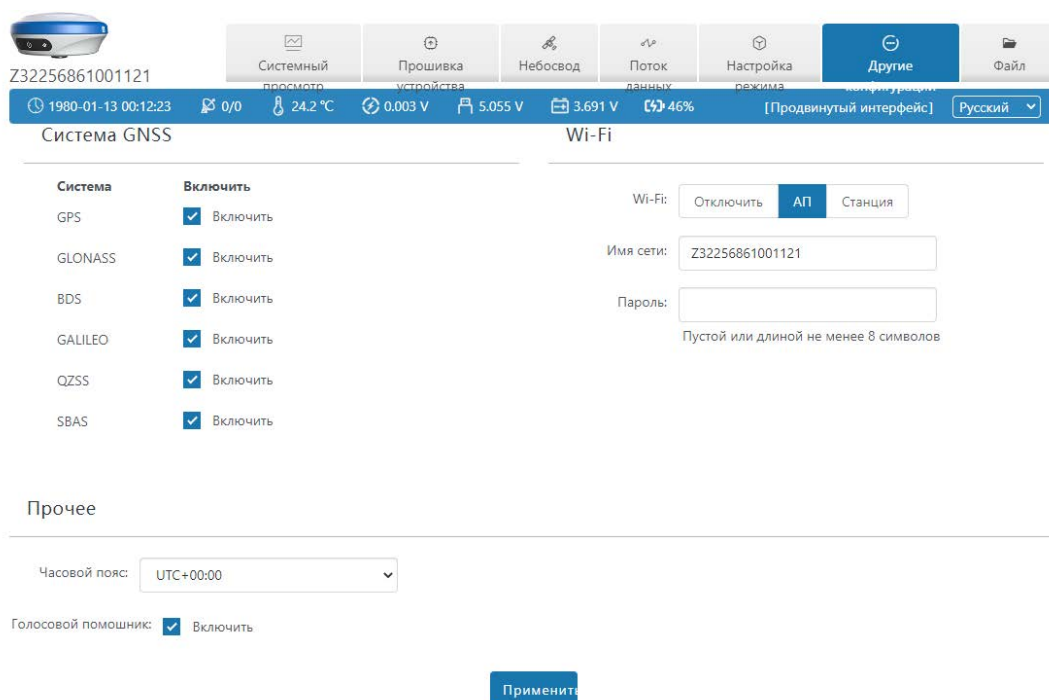 Z32256861001121
Системный просмотр
Прошивка устройства
Небосвод
Поток данных
Настройка режима
Другие конфигурации
Файл
1980-01-13 00:12:23 0/0 24.2 °C 0.003 V 5.055 V 3.691 V 46% [Продвинутый интерфейс] Русский
Система GNSS
Система Включить
GPS Включить
GLONASS Включить
BDS Включить
GALILEO Включить
QZSS Включить
SBAS Включить
Wi-Fi
Wi-Fi: Отключить АП Станция
Имя сети: Z32256861001121
Пароль:
Пустой или длиной не менее 8 символов
Прочее
Часовой пояс: UTC+00:00
Голосовой помошник: Включить
Применить